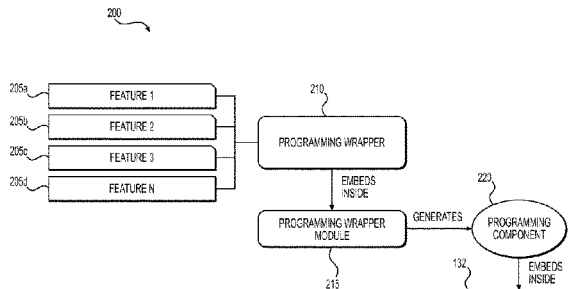 200
205a
FEATURE 1
205b
FEATURE 2
205c
FEATURE 3
205d
FEATURE N
210
PROGRAMMING WRAPPER
EMBEDS
INSIDE
PROGRAMMING WRAPPER
MODULE
215
GENERATES
220
PROGRAMMING
COMPONENT
132
EMBEDS
INSIDE